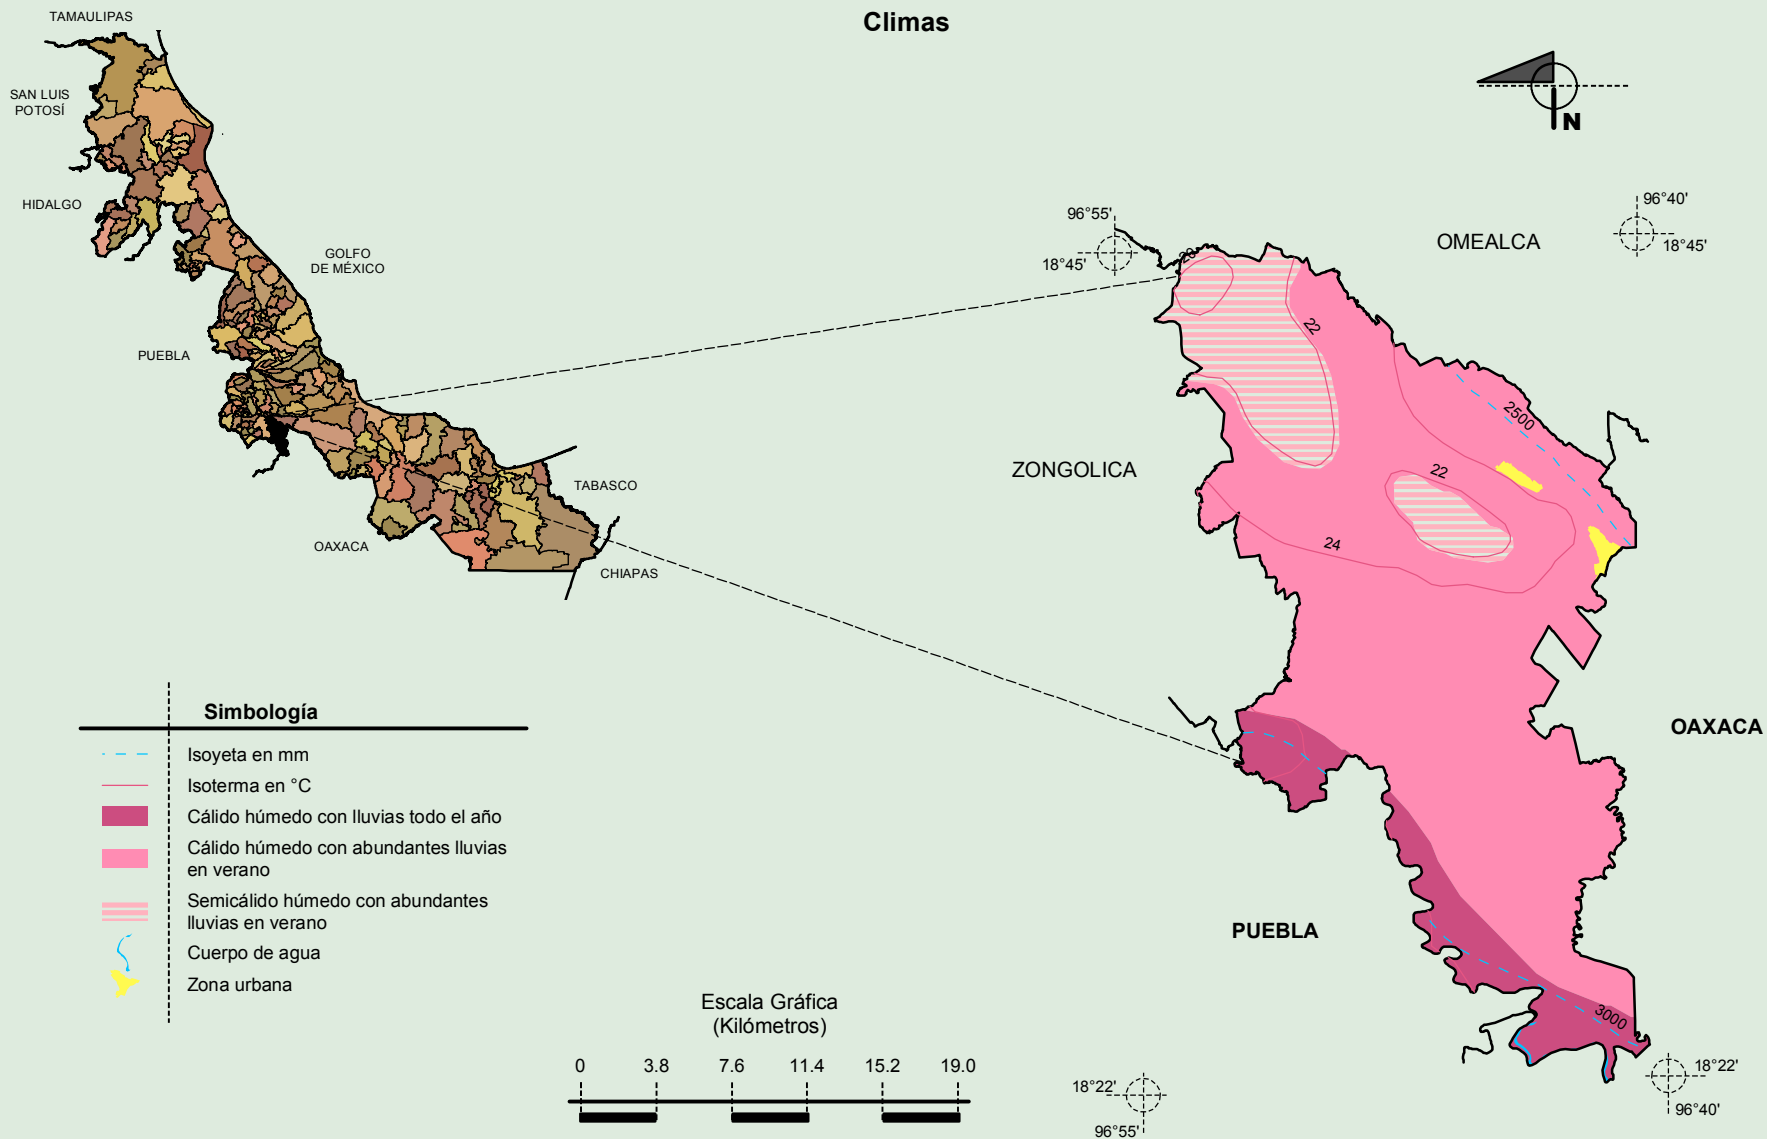 Climas
TAMAULIPAS
SAN LUIS
POTOSÍ
HIDALGO
GOLFO
DE MÉXICO
PUEBLA
TABASCO
OAXACA
CHIAPAS
N
96°55'
18°45'
96°40'
18°45'
OMEALCA
20
22
2500
22
ZONGOLICA
24
OAXACA
PUEBLA
3000
18°22'
96°55'
18°22'
96°40'
Simbología
Isoyeta en mm
Isoterma en °C
Cálido húmedo con lluvias todo el año
Cálido húmedo con abundantes lluvias
en verano
Semicálido húmedo con abundantes
lluvias en verano
Cuerpo de agua
Zona urbana
Escala Gráfica
(Kilómetros)
0 3.8 7.6 11.4 15.2 19.0